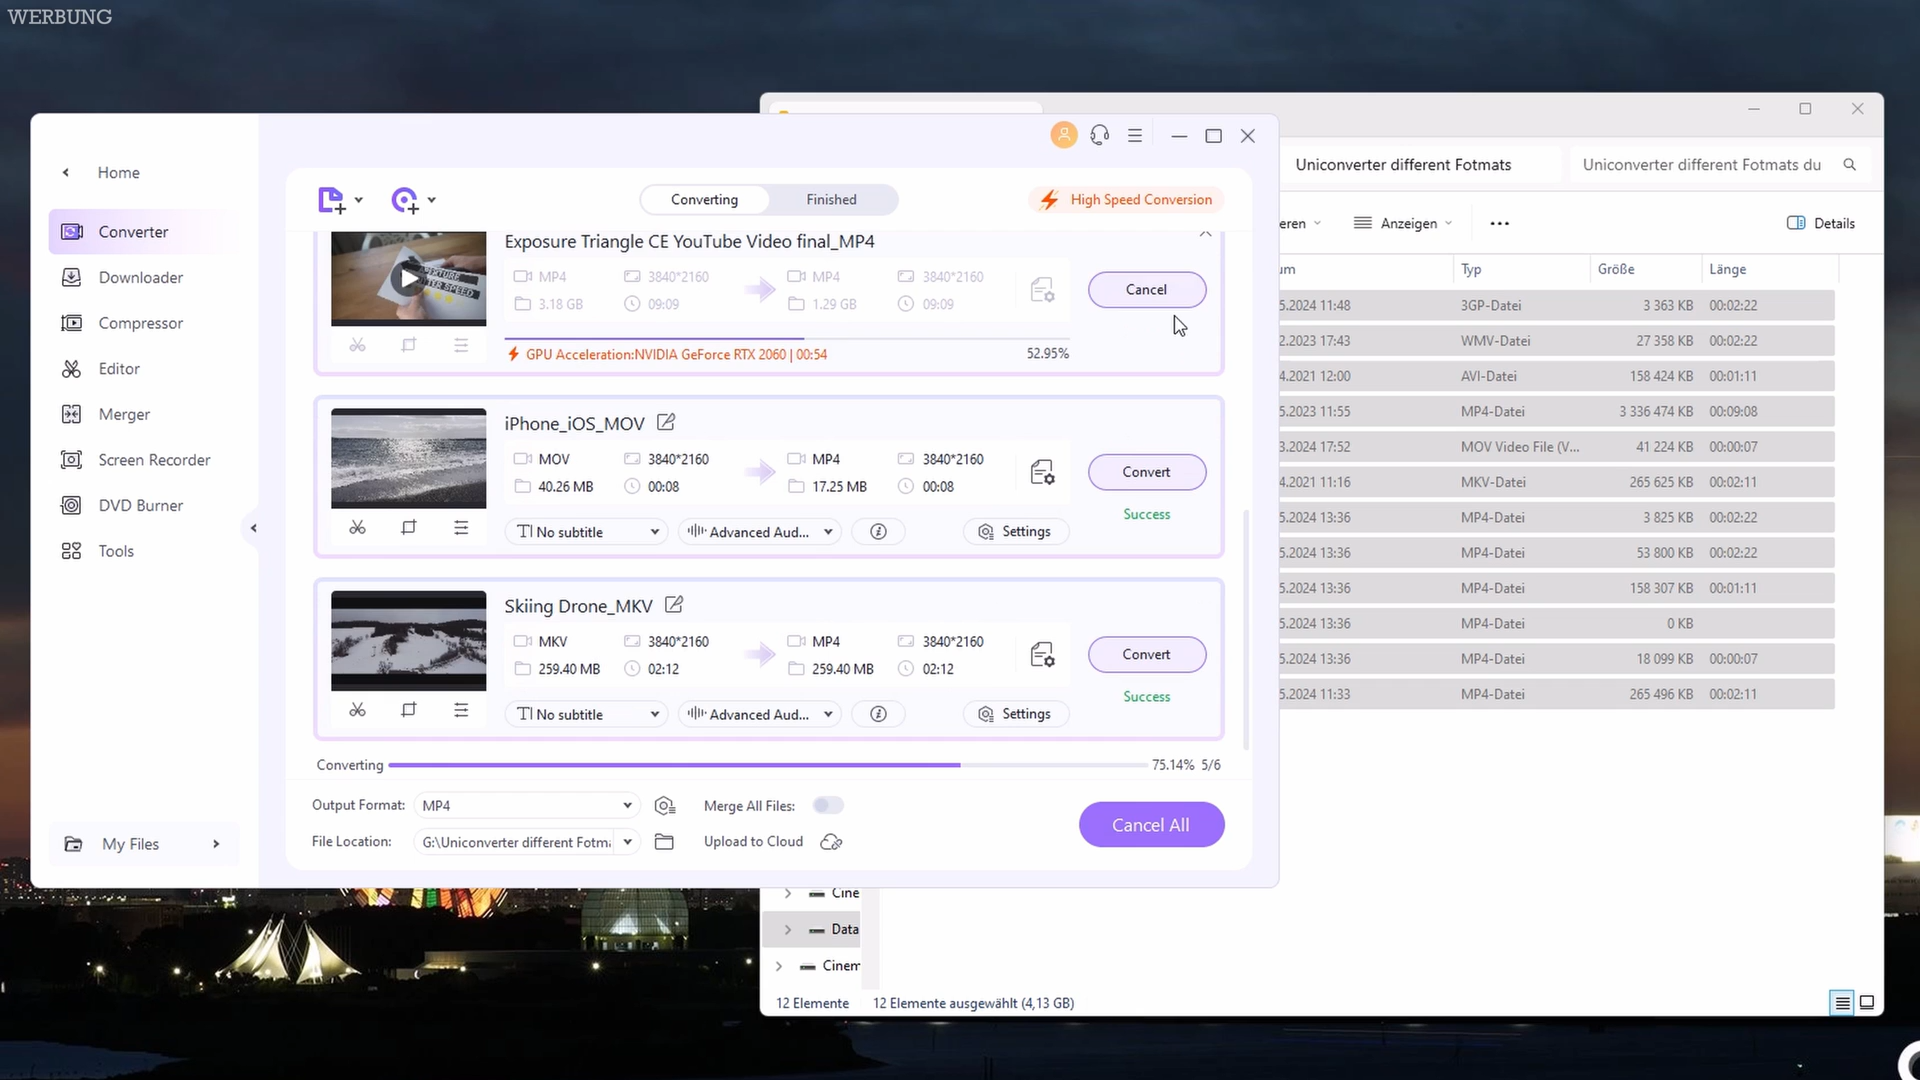 WERBUNG
Home
Converter
Downloader
Compressor
Editor
Merger
Screen Recorder
DVD Burner
Tools
My Files
Converting
Finished
High Speed Conversion
Exposure Triangle CE YouTube Video final_MP4
MP4 3840*2160 MP4 3840*2160
3.18 GB 09:09 1.29 GB 09:09
Cancel
GPU Acceleration:NVIDIA GeForce RTX 2060 | 00:54 52.95%
iPhone_iOS_MOV
MOV 3840*2160 MP4 3840*2160
40.26 MB 00:08 17.25 MB 00:08
Convert
Success
No subtitle Advanced Aud... Settings
Skiing Drone_MKV
MKV 3840*2160 MP4 3840*2160
259.40 MB 02:12 259.40 MB 02:12
Convert
Success
No subtitle Advanced Aud... Settings
Converting 75.14% 5/6
Output Format: MP4 Merge All Files:
File Location: G:\Uniconverter different Fotm Upload to Cloud
Cancel All
Uniconverter different Fotmats Uniconverter different Fotmats du
eren Anzeigen ... Details
um Typ Größe Länge
5.2024 11:48 3GP-Datei 3 363 KB 00:02:22
2.2023 17:43 WMV-Datei 27 358 KB 00:02:22
4.2021 12:00 AVI-Datei 158 424 KB 00:01:11
5.2023 11:55 MP4-Datei 3 336 474 KB 00:09:08
3.2024 17:52 MOV Video File (V... 41 224 KB 00:00:07
4.2021 11:16 MKV-Datei 265 625 KB 00:02:11
5.2024 13:36 MP4-Datei 3 825 KB 00:02:22
5.2024 13:36 MP4-Datei 53 800 KB 00:02:22
5.2024 13:36 MP4-Datei 158 307 KB 00:01:11
5.2024 13:36 MP4-Datei 0 KB
5.2024 13:36 MP4-Datei 18 099 KB 00:00:07
5.2024 11:33 MP4-Datei 265 496 KB 00:02:11
Cine
Data
Cinem
12 Elemente 12 Elemente ausgewählt (4,13 GB)